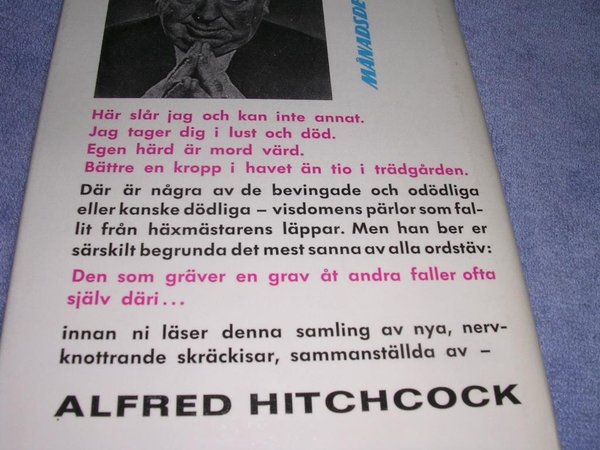 MÅNADSDE
Här slår jag och kan inte annat.
Jag tager dig i lust och död.
Egen härd är mord värd.
Bättre en kropp i havet än tio i trädgården.
Där är några av de bevingade och odödliga
eller kanske dödliga – visdomens pärlor som fal-
lit från häxmästarens läppar. Men han ber er
särskilt begrunda det mest sanna av alla ordstäv:
Den som gräver en grav åt andra faller ofta
själv däri...
innan ni läser denna samling av nya, nerv-
knottrande skräckisar, sammanställda av –
ALFRED HITCHCOCK